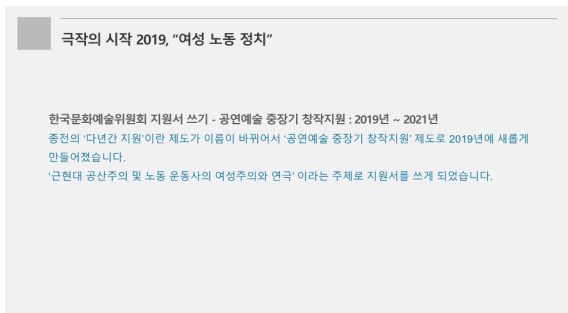 극작의 시작 2019, “여성 노동 정치”
한국문화예술위원회 지원서 쓰기 - 공연예술 중장기 창작지원 : 2019년 ~ 2021년
종전의 ‘다년간 지원’이란 제도가 이름이 바뀌어서 ‘공연예술 중장기 창작지원’ 제도로 2019년에 새롭게
만들어졌습니다.
‘근현대 공산주의 및 노동 운동사의 여성주의와 연극’ 이라는 주제로 지원서를 쓰게 되었습니다.